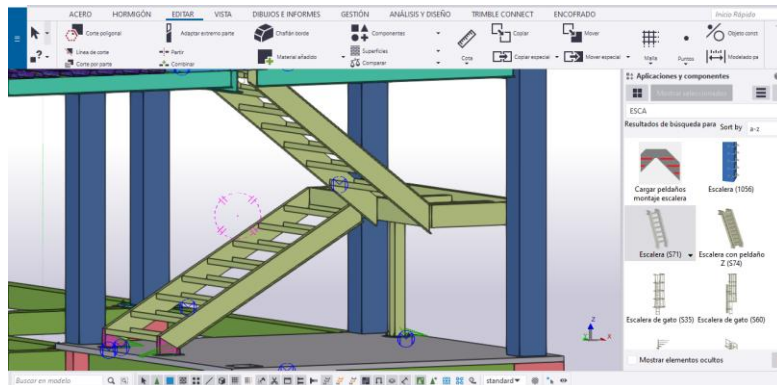 ACERO HORMIGÓN EDITAR VISTA DIBUJOS E INFORMES GESTIÓN ANÁLISIS Y DISEÑO TRIMBLE CONNECT ENCOFRADO Inicio Rápido
Corte poligonal Adaptar extremo parte Chaflán borde Componentes Copiar Mover Objeto const
Línea de corte Partir Material añadido Superficies Cota Copiar especial Mover especial Malla Puntos Modelado pa
Corte por parte Combinar Comparar
Aplicaciones y componentes
Mostrar seleccionados
ESCA
Resultados de búsqueda para Sort by a-z
Cargar peldaños montaje escalera
Escalera (1056)
Escalera (S71)
Escalera con peldaño Z (S74)
Escalera de gato (S35)
Escalera de gato (S60)
Mostrar elementos ocultos
z
Buscar en modelo standard